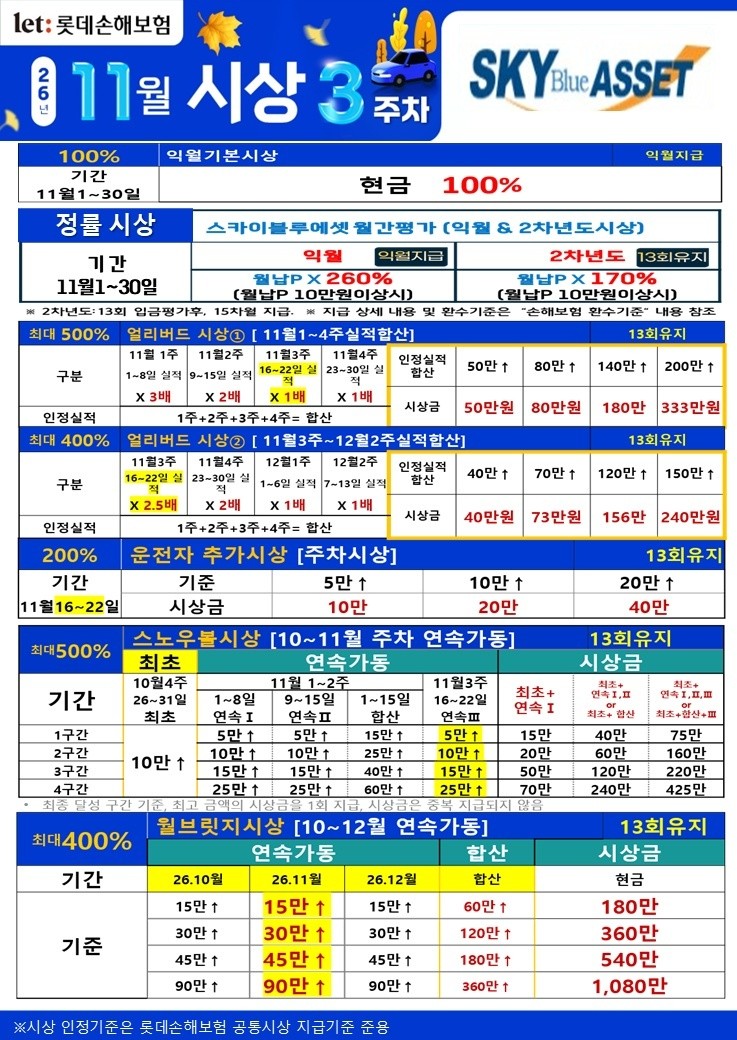 let: 롯데손해보험
26년 11월 시상 3주차
SKY Blue ASSET
100% 익월기본시상 익월지급
기간
11월1~30일
현금 100%
정률 시상 스카이블루에셋 월간평가 (익월 & 2차년도시상)
기간
11월1~30일
익월 익월지급 2차년도 13회유지
월납P X 260% 월납P X 170%
(월납P 10만원이상시) (월납P 10만원이상시)
※ 2차년도:13회 입금평가후, 15차월 지급. ※ 지급 상세 내용 및 환수기준은 "손해보험 환수기준" 내용 참조
최대 500% 얼리버드 시상① [ 11월1~4주실적합산] 13회유지
구분
11월 1주 11월2주 11월3주 11월4주
1~8일 실적 9~15일 실적 16~22일 실적 23~30일 실적
X 3배 X 2배 X 1배 X 1배
인정실적 합산 50만↑ 80만↑ 140만↑ 200만↑
시상금 50만원 80만원 180만 333만원
인정실적 1주+2주+3주+4주= 합산
최대 400% 얼리버드 시상② [ 11월3주~12월2주실적합산] 13회유지
구분
11월3주 11월4주 12월1주 12월2주
16~22일 실적 23~30일 실적 1~6일 실적 7~13일 실적
X 2.5배 X 2배 X 1배 X 1배
인정실적 합산 40만↑ 70만↑ 120만↑ 150만↑
시상금 40만원 73만원 156만 240만원
인정실적 1주+2주+3주+4주= 합산
200% 운전자 추가시상 [주차시상] 13회유지
기간 기준 5만↑ 10만↑ 20만↑
11월16~22일 시상금 10만 20만 40만
최대500% 스노우볼시상 [10~11월 주차 연속가동] 13회유지
최초 연속가동 시상금
기간
10월4주 26~31일 최초
11월 1~2주
1~8일 연속Ⅰ 9~15일 연속Ⅱ 1~15일 합산
11월3주 16~22일 연속Ⅲ
최초+ 연속Ⅰ
최초+ 연속Ⅰ,Ⅱ or 최초+ 합산
최초+ 연속Ⅰ,Ⅱ,Ⅲ or 최초+합산+Ⅲ
10만↑
1구간 5만↑ 5만↑ 15만↑ 5만↑ 15만 40만 75만
2구간 10만↑ 10만↑ 25만↑ 10만↑ 20만 60만 160만
3구간 15만↑ 15만↑ 40만↑ 15만↑ 50만 120만 220만
4구간 25만↑ 25만↑ 60만↑ 25만↑ 70만 240만 425만
• 최종 달성 구간 기준, 최고 금액의 시상금을 1회 지급, 시상금은 중복 지급되지 않음
최대400% 월브릿지시상 [10~12월 연속가동] 13회유지
연속가동 합산 시상금
기간 26.10월 26.11월 26.12월 합산 현금
기준
15만↑ 15만↑ 15만↑ 60만↑ 180만
30만↑ 30만↑ 30만↑ 120만↑ 360만
45만↑ 45만↑ 45만↑ 180만↑ 540만
90만↑ 90만↑ 90만↑ 360만↑ 1,080만
※시상 인정기준은 롯데손해보험 공통시상 지급기준 준용